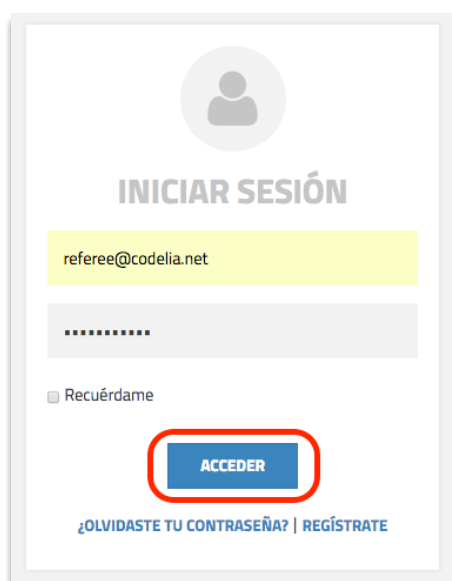 INICIAR SESIÓN
referee@codelia.net
▪▪▪▪▪▪▪▪▪▪▪
Recuérdame
ACCEDER
¿OLVIDASTE TU CONTRASEÑA? | REGÍSTRATE